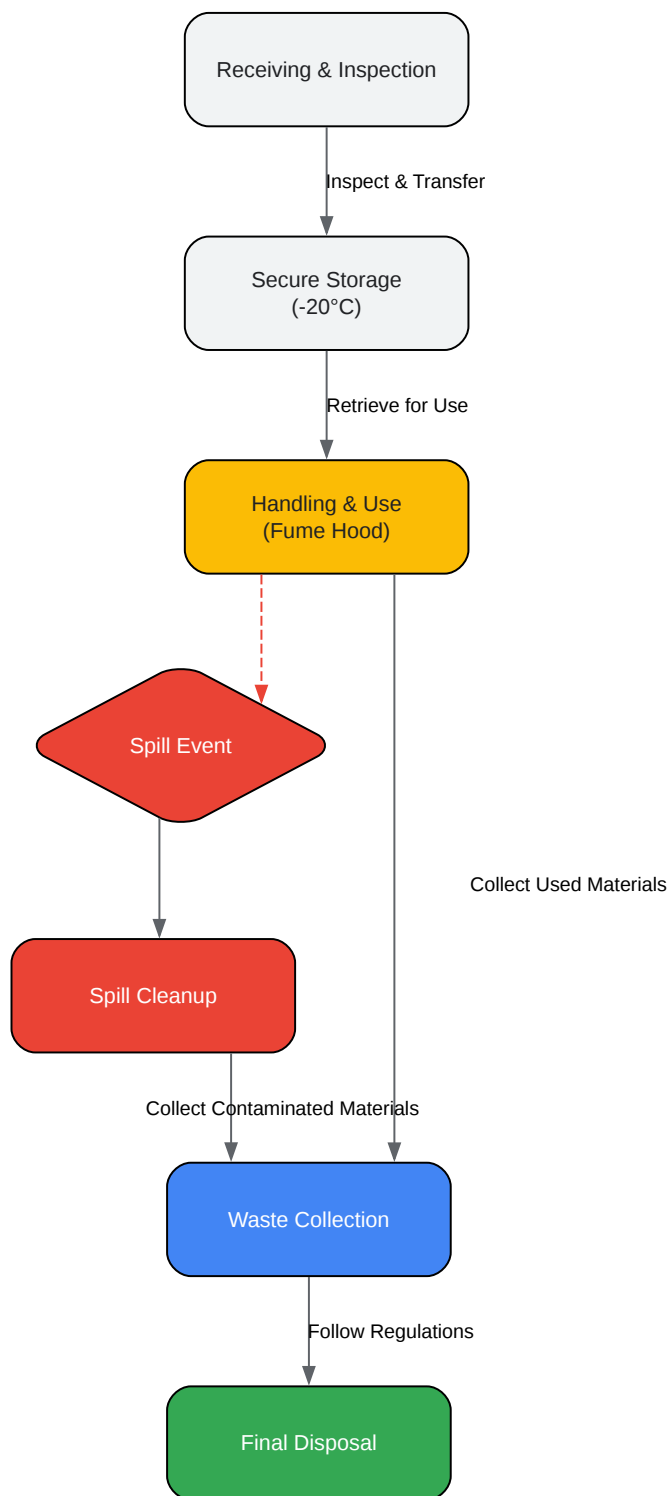 Receiving & Inspection
Inspect & Transfer
Secure Storage
(-20°C)
Retrieve for Use
Handling & Use
(Fume Hood)
Spill Event
Collect Used Materials
Spill Cleanup
Collect Contaminated Materials
Waste Collection
Follow Regulations
Final Disposal